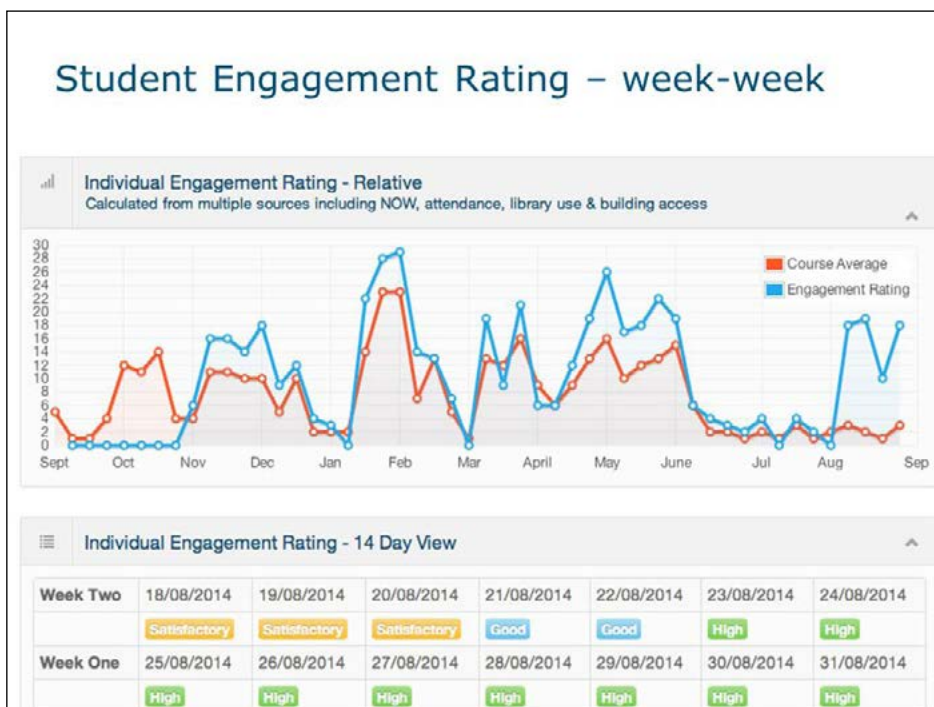 Student Engagement Rating – week-week
Individual Engagement Rating - Relative
Calculated from multiple sources including NOW, attendance, library use & building access
30
28
26
24
22
20
18
16
14
12
10
8
6
4
2
0
Course Average
Engagement Rating
Sept Oct Nov Dec Jan Feb Mar April May June Jul Aug Sep
Individual Engagement Rating - 14 Day View
Week Two 18/08/2014 19/08/2014 20/08/2014 21/08/2014 22/08/2014 23/08/2014 24/08/2014
Satisfactory Satisfactory Satisfactory Good Good High High
Week One 25/08/2014 26/08/2014 27/08/2014 28/08/2014 29/08/2014 30/08/2014 31/08/2014
High High High High High High High